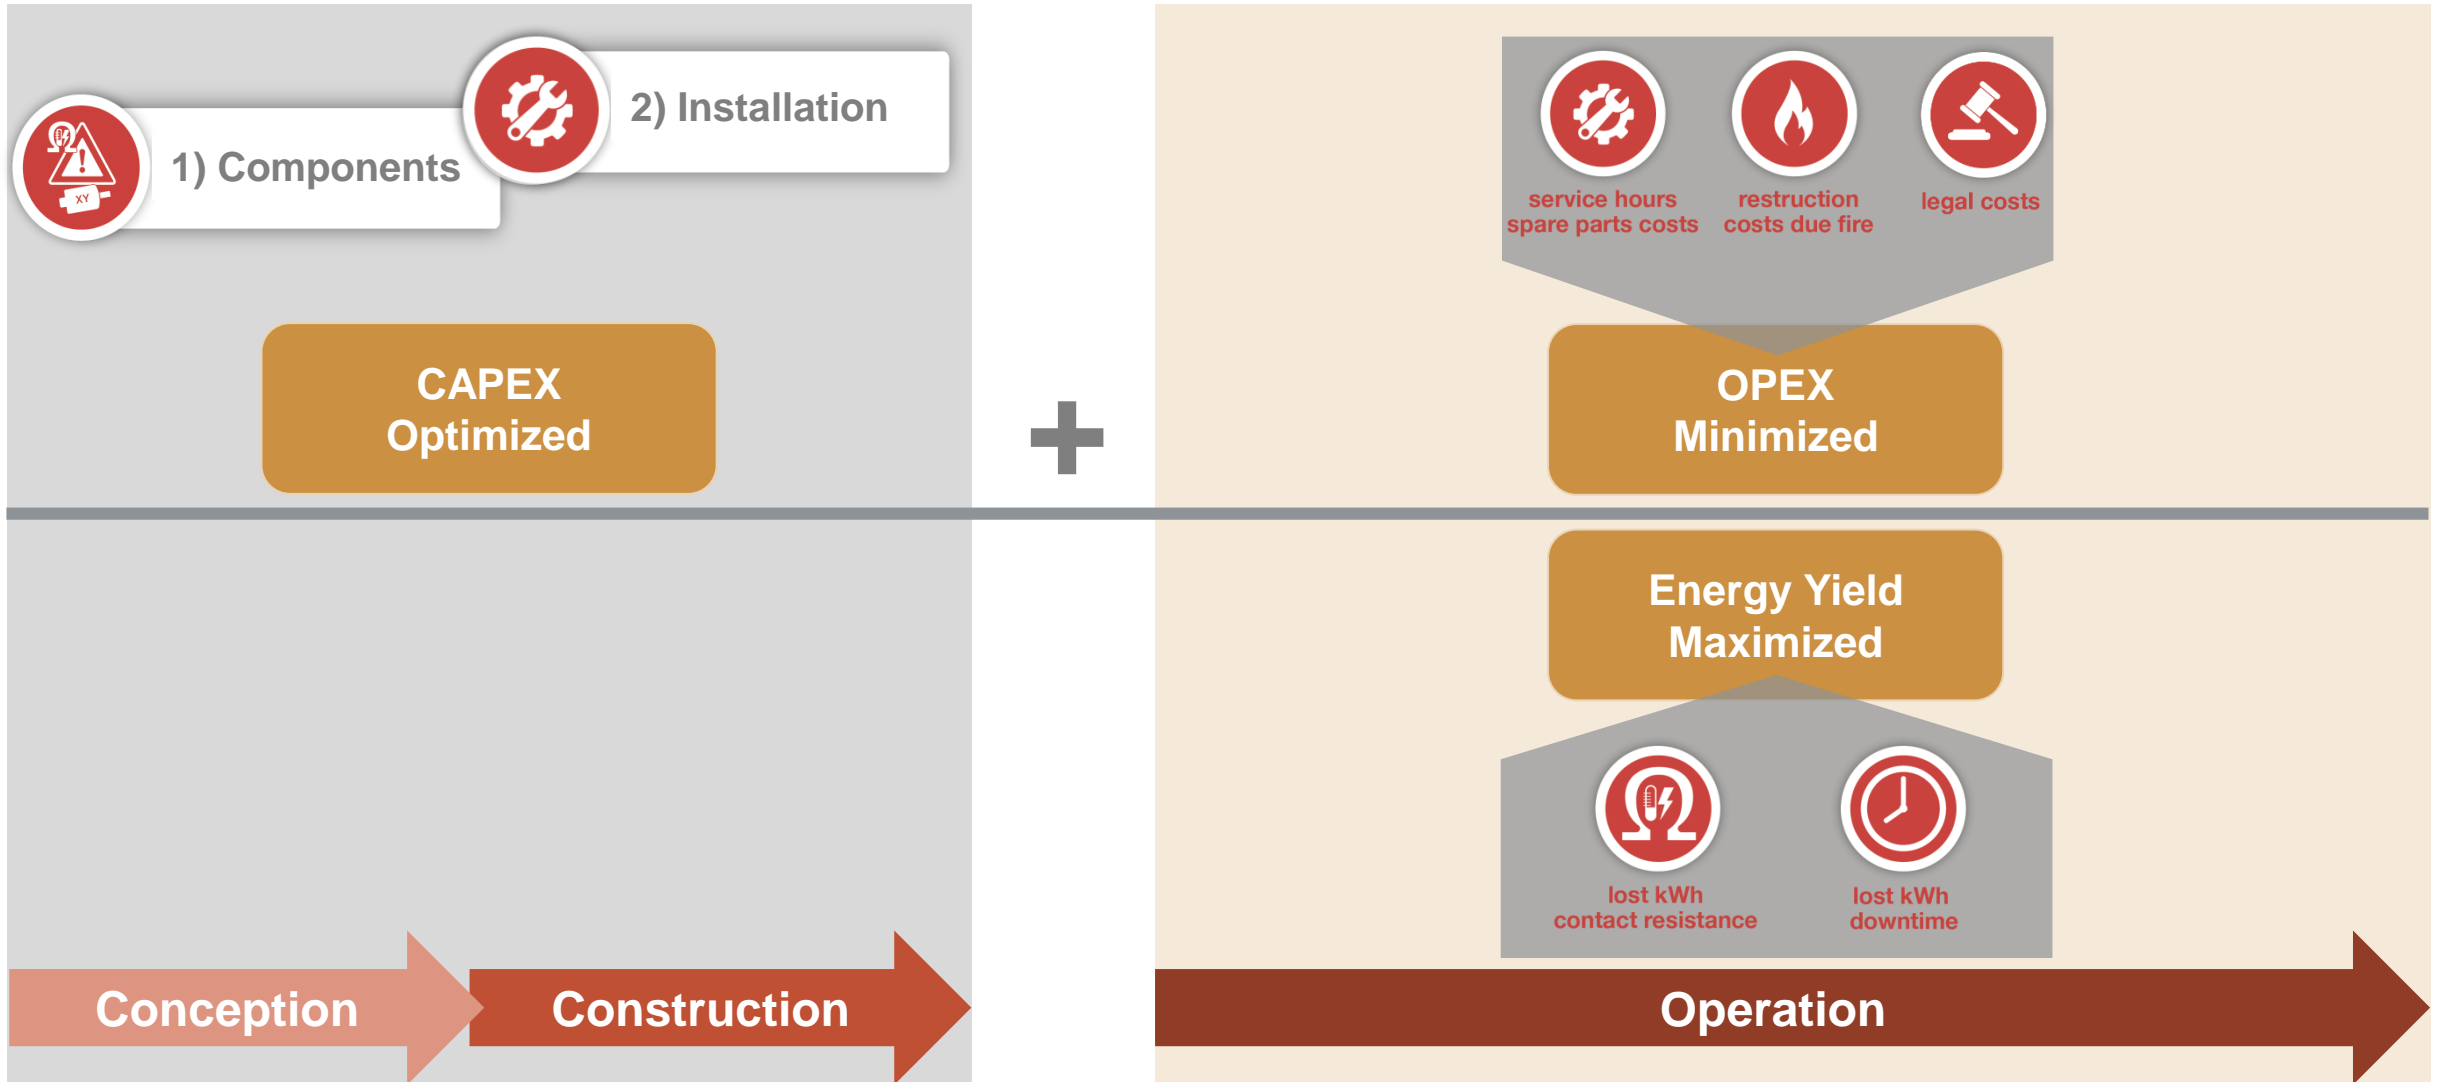 1) Components
XY
2) Installation
CAPEX
Optimized
service hours
spare parts costs
restruction
costs due fire
legal costs
OPEX
Minimized
Energy Yield
Maximized
Ω
lost kWh
contact resistance
lost kWh
downtime
Conception
Construction
Operation